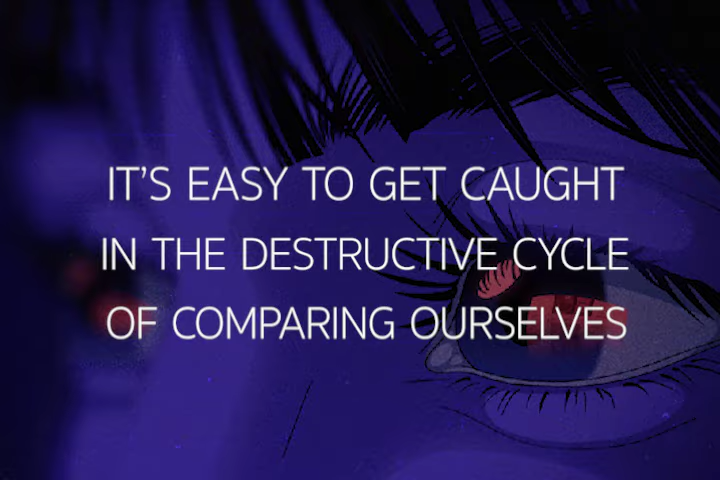 IT’S EASY TO GET CAUGHT
IN THE DESTRUCTIVE CYCLE
OF COMPARING OURSELVES